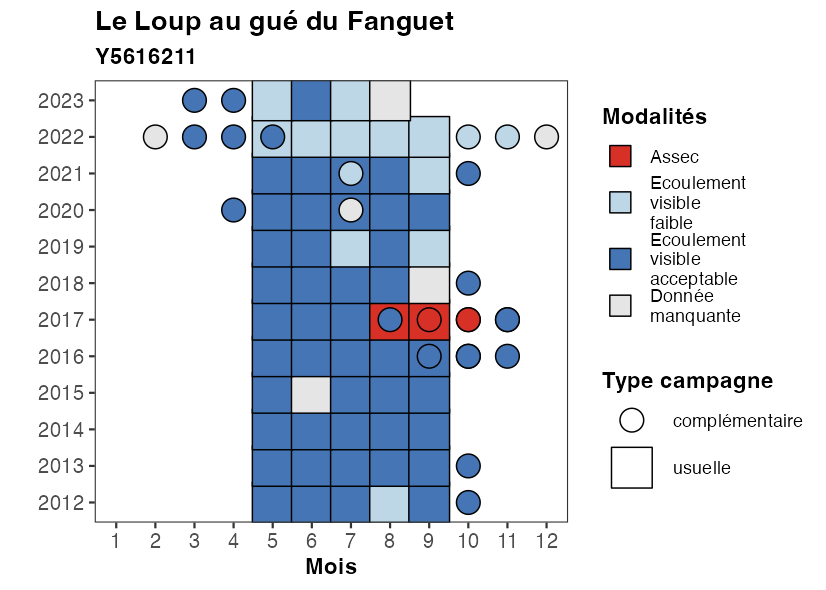 Le Loup au gué du Fanguet
Y5616211
2023
2022
2021
2020
2019
2018
2017
2016
2015
2014
2013
2012
1 2 3 4 5 6 7 8 9 10 11 12
Mois
Modalités
Assec
Ecoulement
visible
faible
Ecoulement
visible
acceptable
Donnée
manquante
Type campagne
complémentaire
usuelle